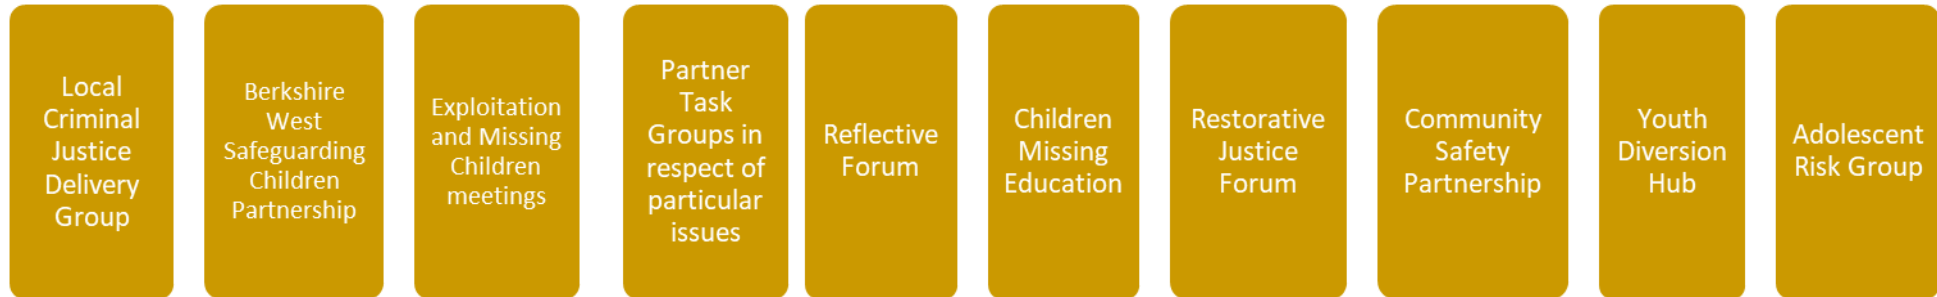 Local
Criminal
Justice
Delivery
Group
Berkshire
West
Safeguarding
Children
Partnership
Exploitation
and Missing
Children
meetings
Partner
Task
Groups in
respect of
particular
issues
Reflective
Forum
Children
Missing
Education
Restorative
Justice
Forum
Community
Safety
Partnership
Youth
Diversion
Hub
Adolescent
Risk Group